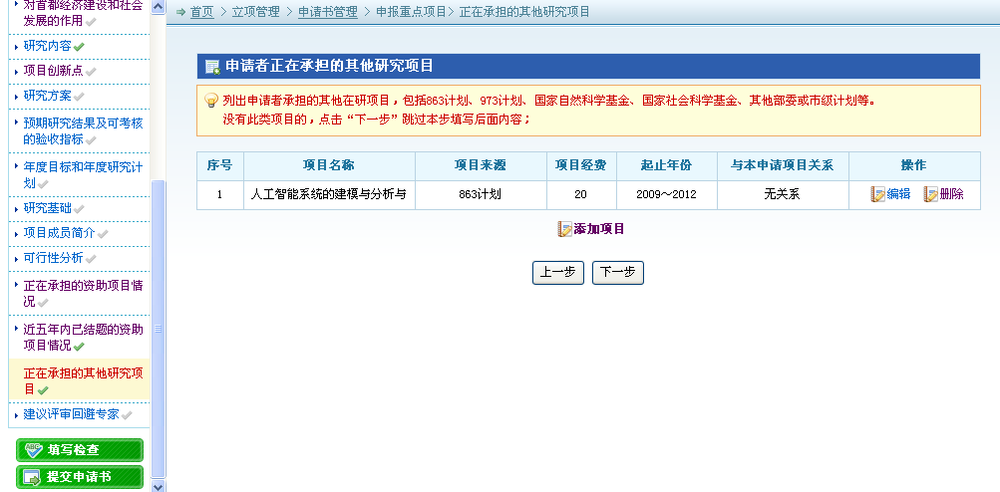 对首都经济建设和社会
发展的作用
研究内容
项目创新点
研究方案
预期研究结果及可考核
的验收指标
年度目标和年度研究计
划
研究基础
项目成员简介
可行性分析
正在承担的资助项目情
况
近五年内已结题的资助
项目情况
正在承担的其他研究项
目
建议评审回避专家
填写检查
提交申请书
首页 > 立项管理 > 申请书管理 > 申报重点项目> 正在承担的其他研究项目
申请者正在承担的其他研究项目
列出申请者承担的其他在研项目，包括863计划、973计划、国家自然科学基金、国家社会科学基金、其他部委或市级计划等。
没有此类项目的，点击“下一步”跳过本步填写后面内容；
序号 项目名称 项目来源 项目经费 起止年份 与本申请项目关系 操作
1 人工智能系统的建模与分析与 863计划 20 2009～2012 无关系 编辑 删除
添加项目
上一步 下一步